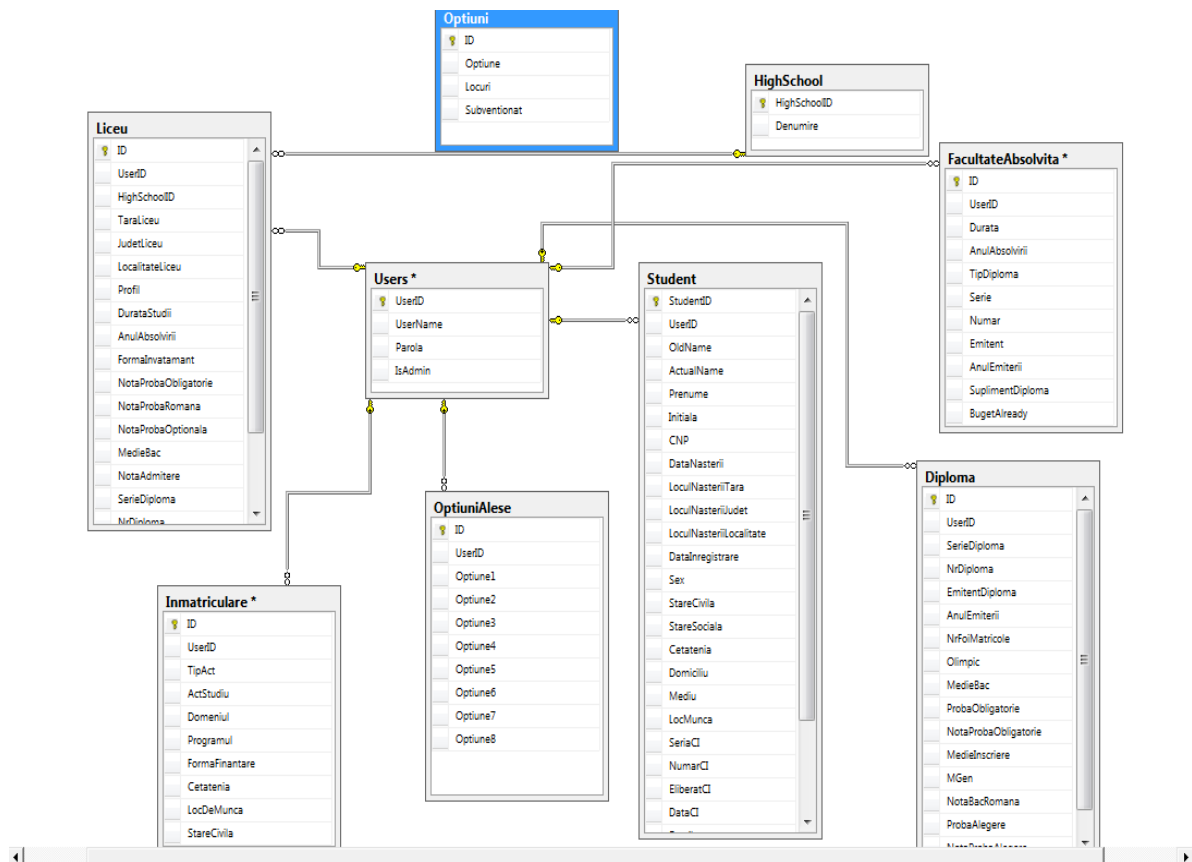 Optiuni
ID
Optiune
Locuri
Subventionat
HighSchool
HighSchoolID
Denumire
Liceu
ID
UserID
HighSchoolID
TaraLiceu
JudetLiceu
LocalitateLiceu
Profil
DurataStudii
AnulAbsolvirii
FormaInvatamant
NotaProbaObligatorie
NotaProbaRomana
NotaProbaOptionala
MedieBac
NotaAdmitere
SerieDiploma
NrDiploma
FacultateAbsolvita *
ID
UserID
Durata
AnulAbsolvirii
TipDiploma
Serie
Numar
Emitent
AnulEmiterii
SuplimentDiploma
BugetAlready
Users *
UserID
UserName
Parola
IsAdmin
Student
StudentID
UserID
OldName
ActualName
Prenume
Initiala
CNP
DataNasterii
LoculNasteriiTara
LoculNasteriiJudet
LoculNasteriiLocalitate
DataInregistrare
Sex
StareCivila
StareSociala
Cetatenia
Domiciliu
Mediu
LocMunca
SeriaCI
NumarCI
EliberatCI
DataCI
Diploma
ID
UserID
SerieDiploma
NrDiploma
EmitentDiploma
AnulEmiterii
NrFoiMatricole
Olimpic
MedieBac
ProbaObligatorie
NotaProbaObligatorie
MedieInscriere
MGen
NotaBacRomana
ProbaAlegere
NotaProbaAlegere
OptiuniAlese
ID
UserID
Optiune1
Optiune2
Optiune3
Optiune4
Optiune5
Optiune6
Optiune7
Optiune8
Inmatriculare *
ID
UserID
TipAct
ActStudiu
Domeniul
Programul
FormaFinantare
Cetatenia
LocDeMunca
StareCivila